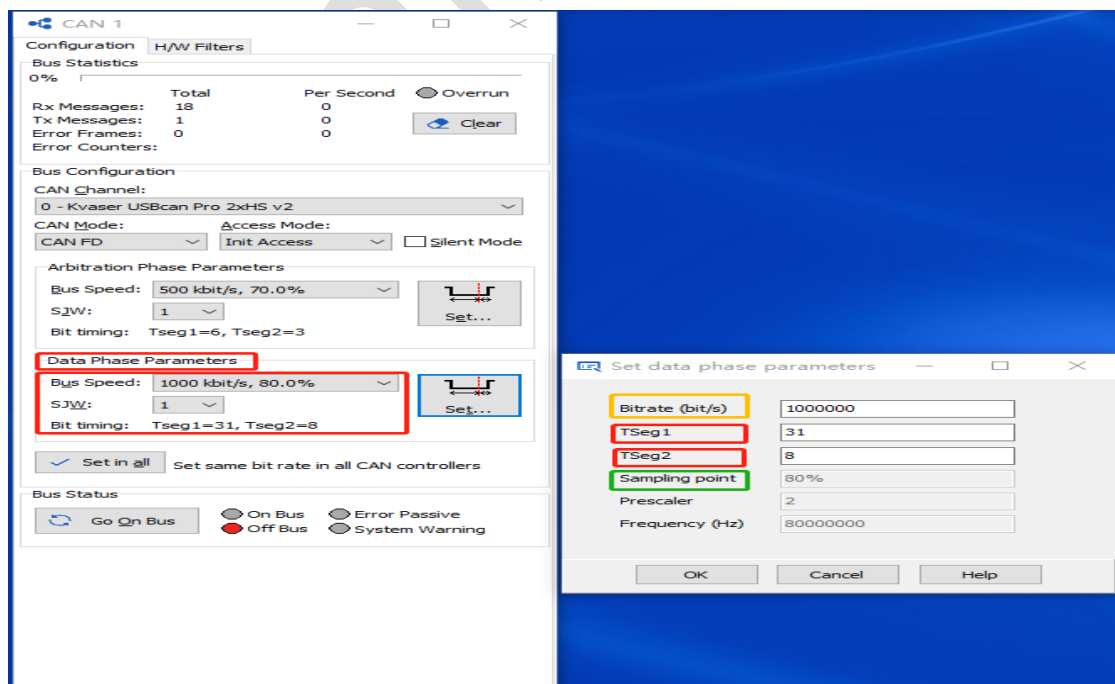 CAN 1
Configuration H/W Filters
Bus Statistics
0%
Total Per Second Overrun
Rx Messages: 18 0
Tx Messages: 1 0
Clear
Error Frames: 0 0
Error Counters:
Bus Configuration
CAN Channel:
0 - Kvaser USBcan Pro 2xHS v2
CAN Mode: Access Mode:
CAN FD Init Access Silent Mode
Arbitration Phase Parameters
Bus Speed: 500 kbit/s, 70.0%
SJW: 1 Set...
Bit timing: Tseg1=6, Tseg2=3
Data Phase Parameters
Bus Speed: 1000 kbit/s, 80.0%
SJW: 1 Set...
Bit timing: Tseg1=31, Tseg2=8
Set in all Set same bit rate in all CAN controllers
Bus Status
Go On Bus On Bus Error Passive
Off Bus System Warning
Set data phase parameters
Bitrate (bit/s) 1000000
TSeg1 31
TSeg2 8
Sampling point 80%
Prescaler 2
Frequency (Hz) 80000000
OK Cancel Help